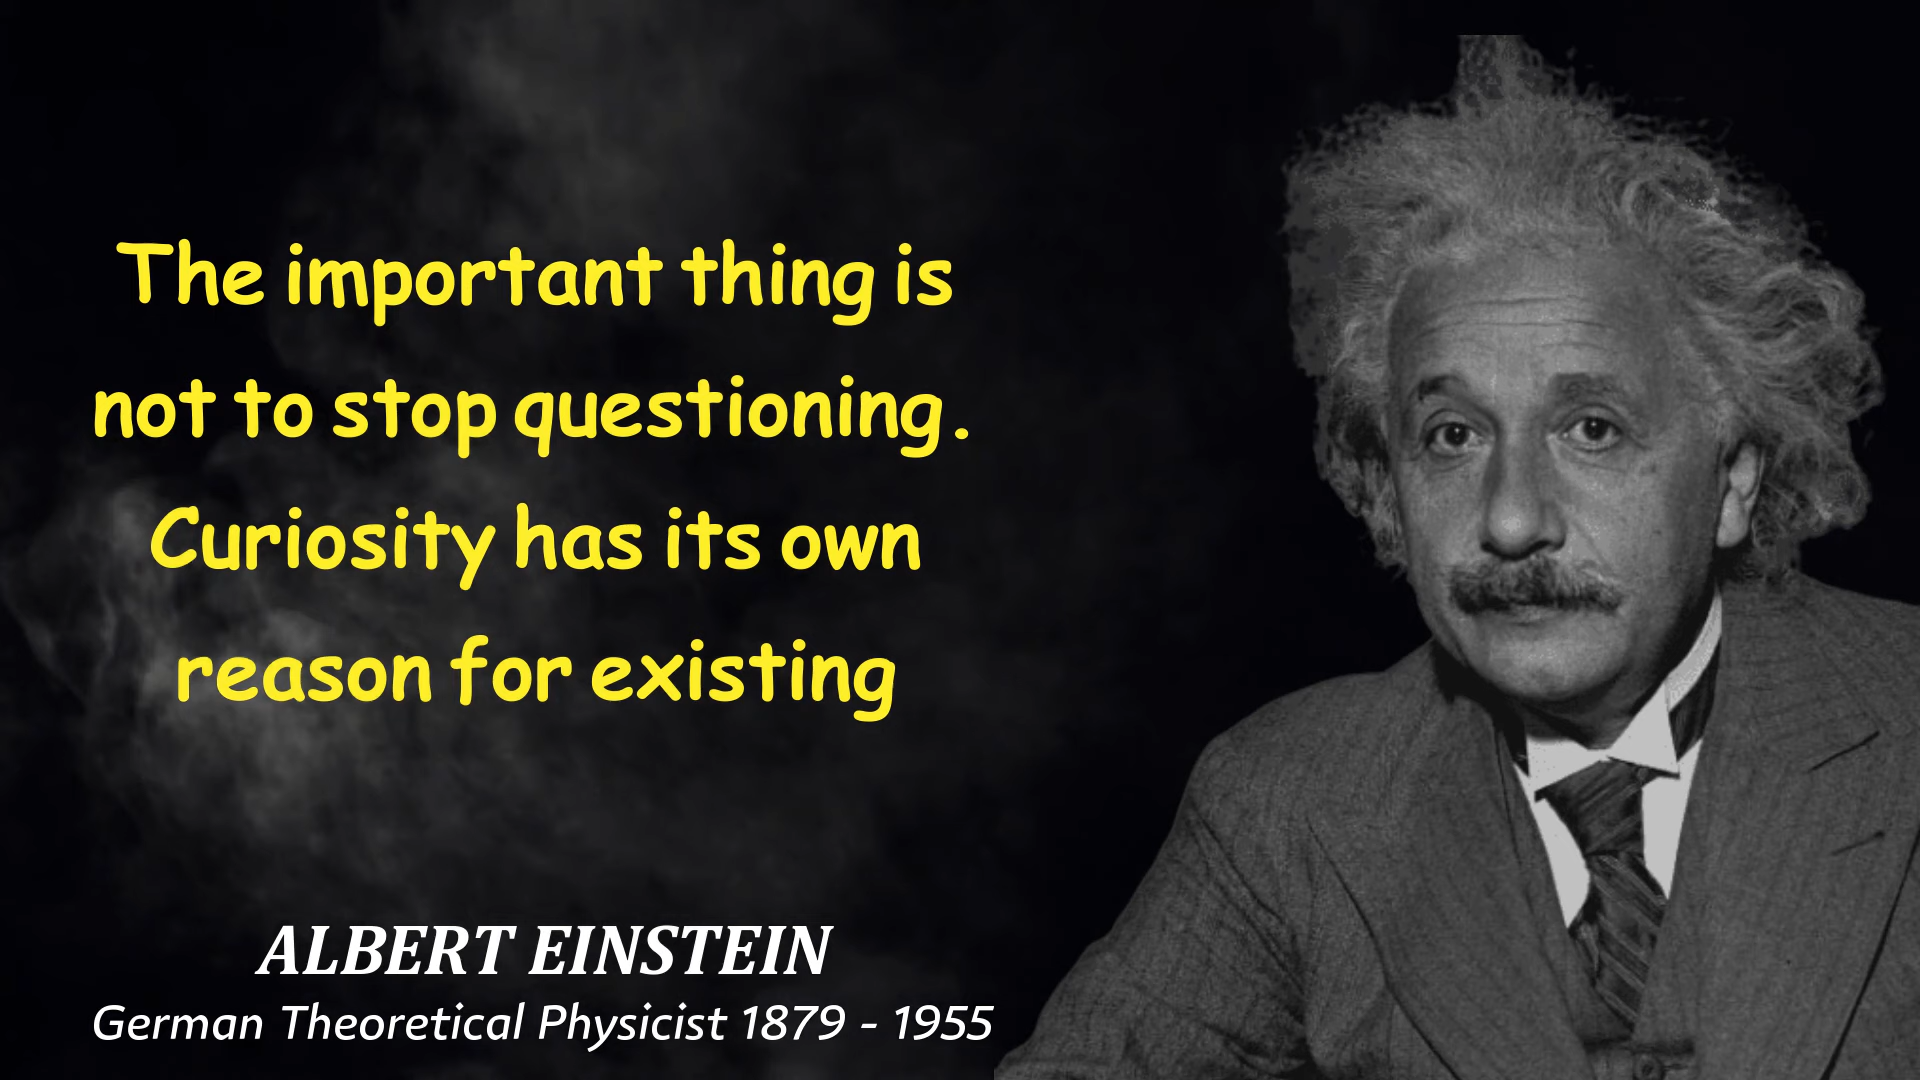 The important thing is
not to stop questioning.
Curiosity has its own
reason for existing
ALBERT EINSTEIN
German Theoretical Physicist 1879 - 1955